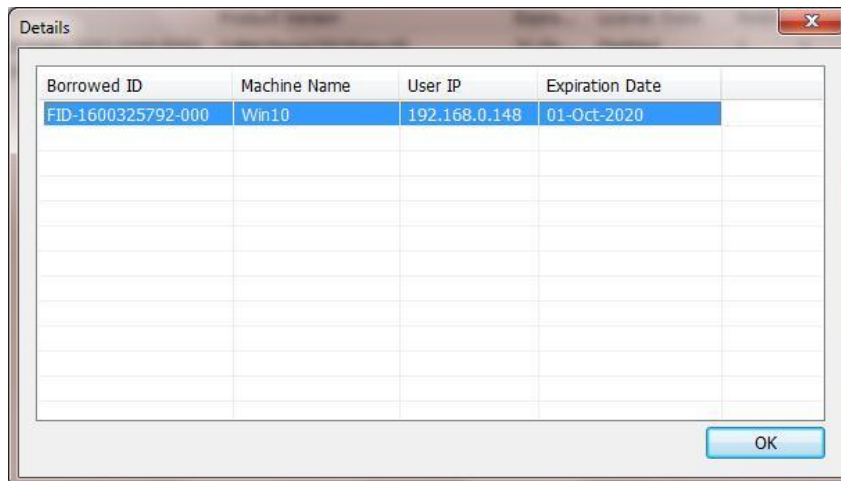 Details
Borrowed ID Machine Name User IP Expiration Date
FID-1600325792-000 Win10 192.168.0.148 01-Oct-2020
OK